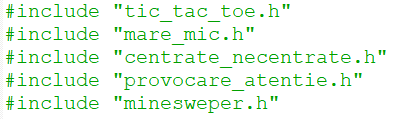 #include "tic_tac_toe.h"
#include "mare_mic.h"
#include "centrate_necentrate.h"
#include "provocare_atentie.h"
#include "minesweper.h"